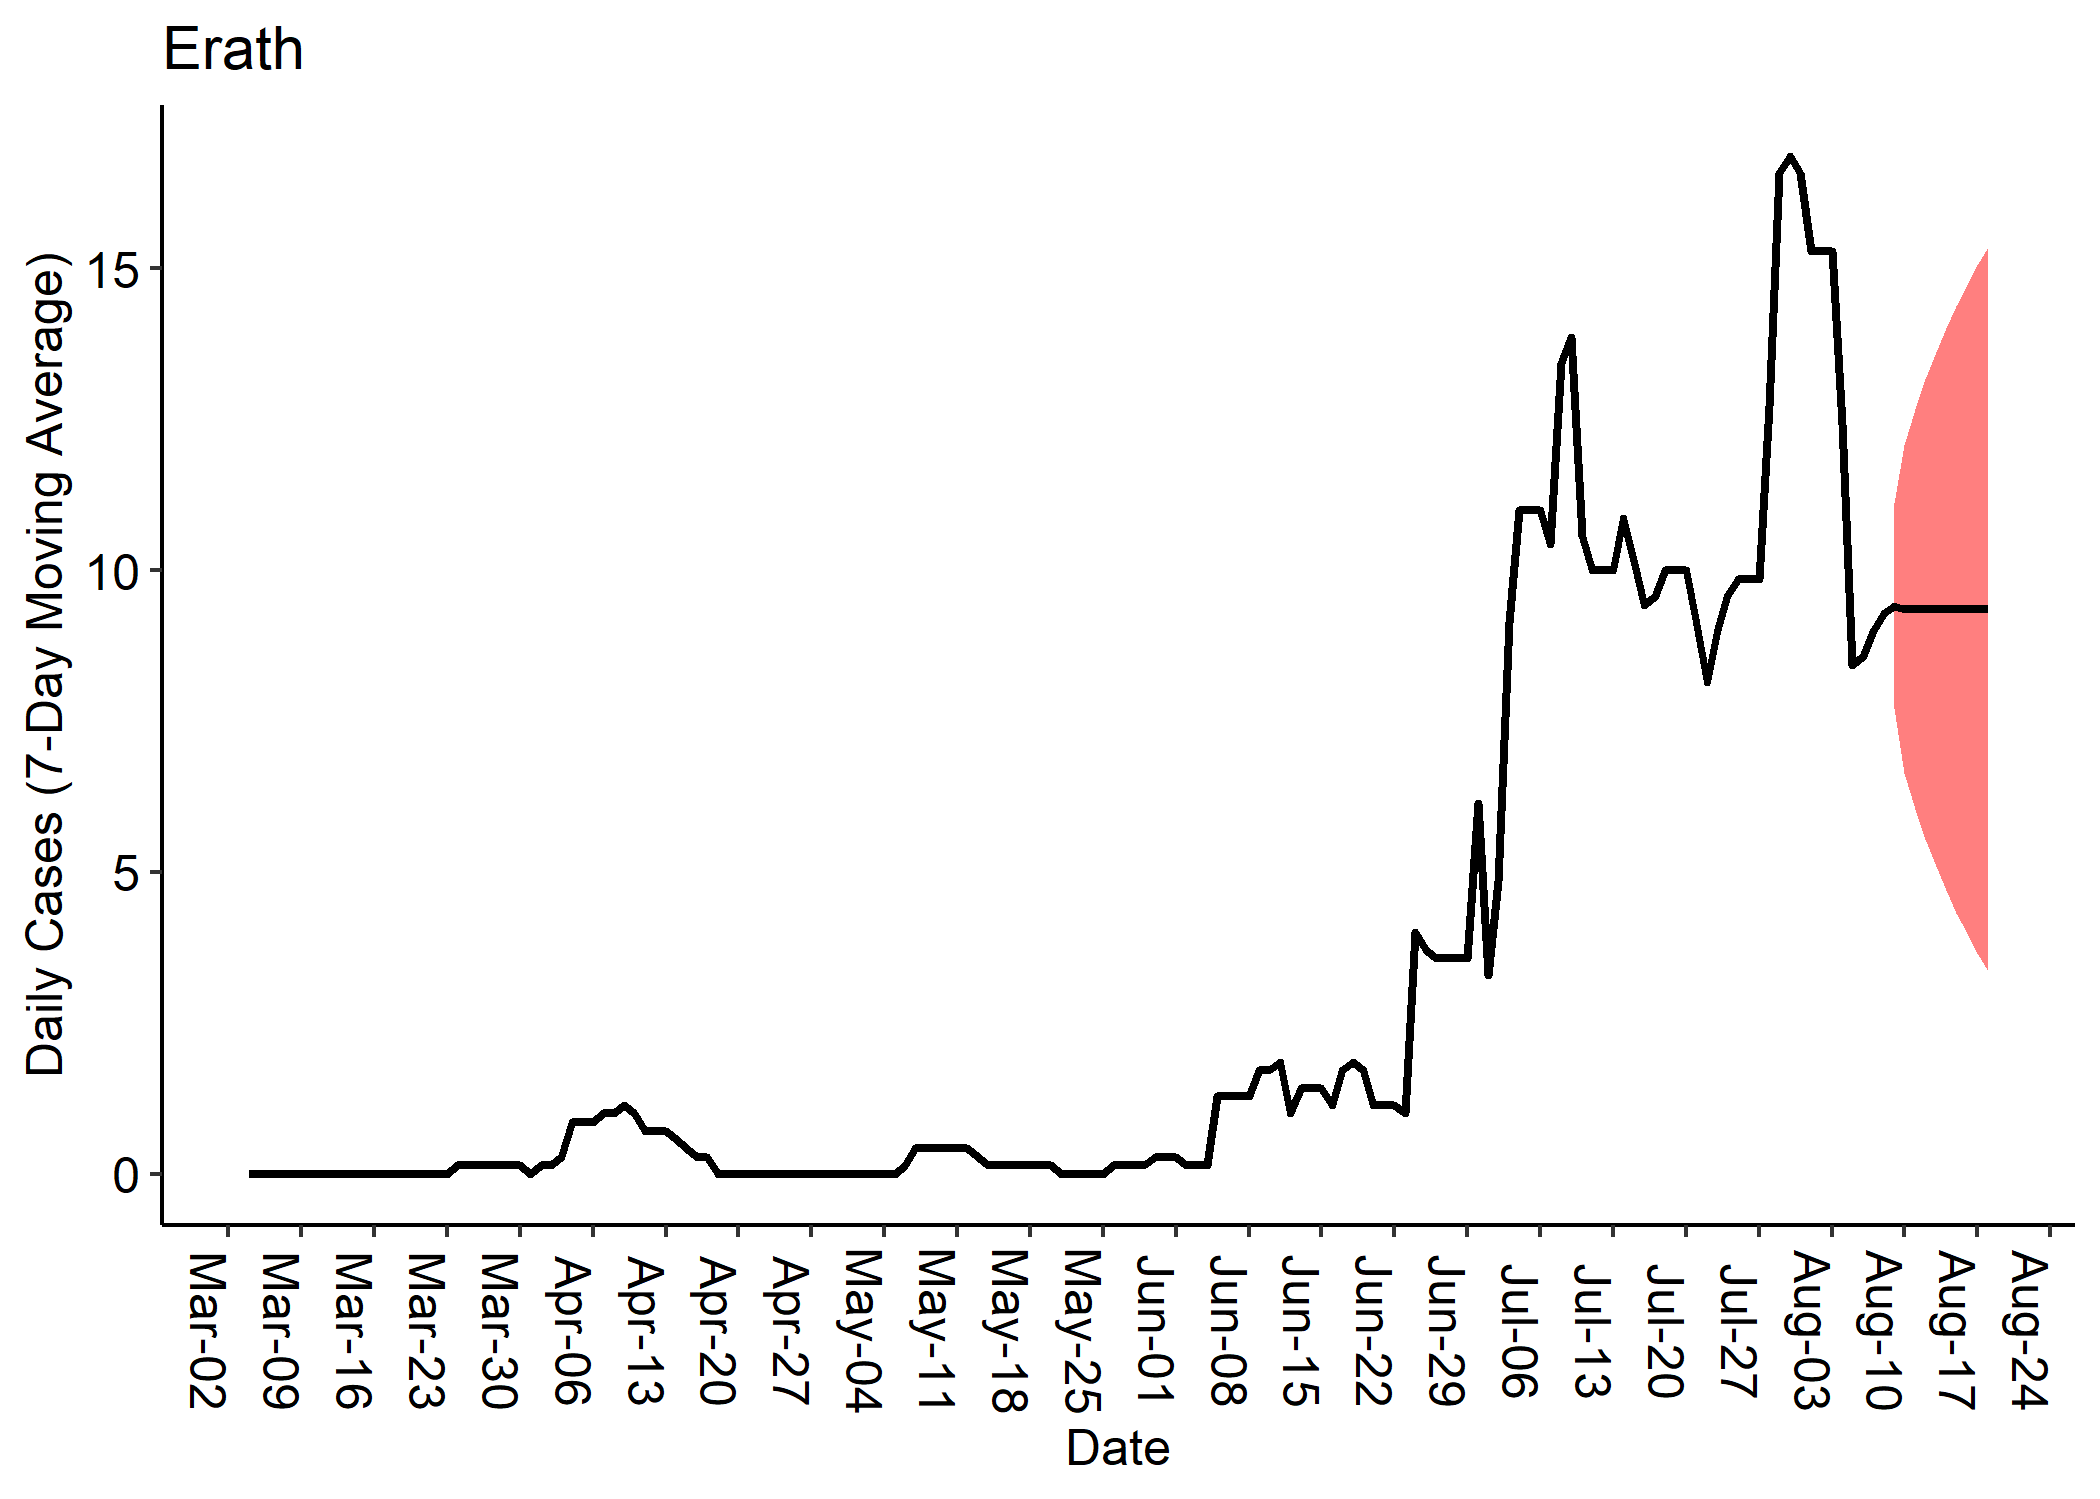 Erath
Daily Cases (7-Day Moving Average)
15
10
5
0
Mar-02
Mar-09
Mar-16
Mar-23
Mar-30
Apr-06
Apr-13
Apr-20
Apr-27
May-04
May-11
May-18
May-25
Jun-01
Jun-08
Jun-15
Jun-22
Jun-29
Jul-06
Jul-13
Jul-20
Jul-27
Aug-03
Aug-10
Aug-17
Aug-24
Date